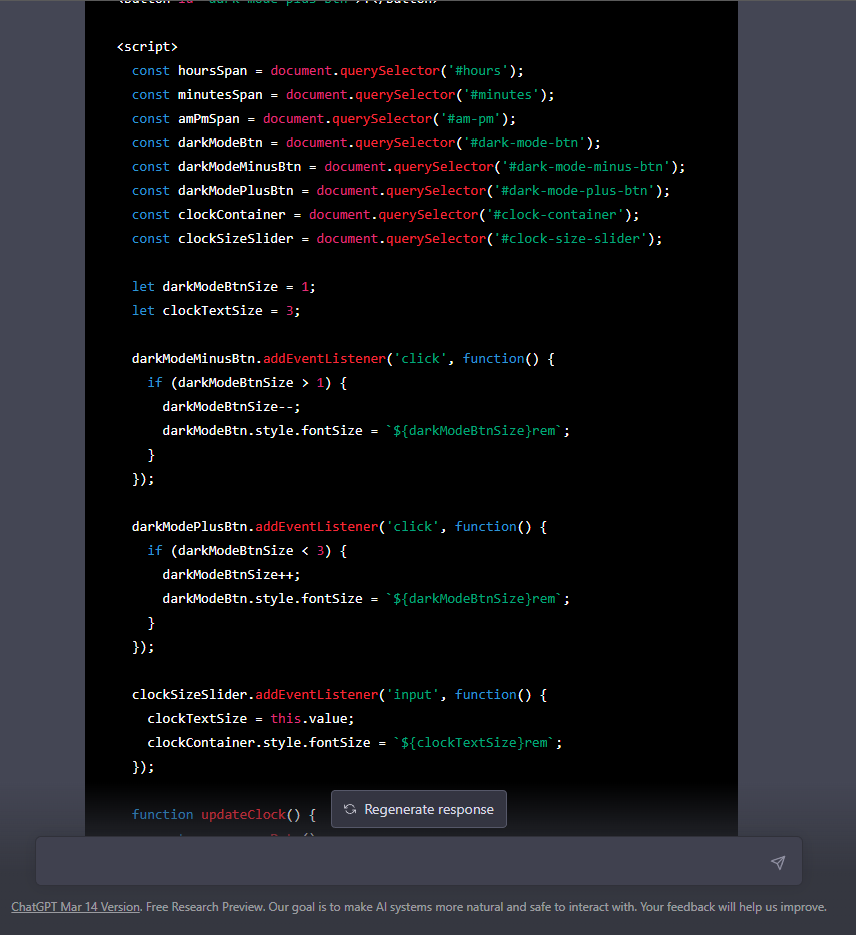 <script>
const hoursSpan = document.querySelector('#hours');
const minutesSpan = document.querySelector('#minutes');
const amPmSpan = document.querySelector('#am-pm');
const darkModeBtn = document.querySelector('#dark-mode-btn');
const darkModeMinusBtn = document.querySelector('#dark-mode-minus-btn');
const darkModePlusBtn = document.querySelector('#dark-mode-plus-btn');
const clockContainer = document.querySelector('#clock-container');
const clockSizeSlider = document.querySelector('#clock-size-slider');
let darkModeBtnSize = 1;
let clockTextSize = 3;
darkModeMinusBtn.addEventListener('click', function() {
if (darkModeBtnSize > 1) {
darkModeBtnSize--;
darkModeBtn.style.fontSize = `${darkModeBtnSize}rem`;
}
});
darkModePlusBtn.addEventListener('click', function() {
if (darkModeBtnSize < 3) {
darkModeBtnSize++;
darkModeBtn.style.fontSize = `${darkModeBtnSize}rem`;
}
});
clockSizeSlider.addEventListener('input', function() {
clockTextSize = this.value;
clockContainer.style.fontSize = `${clockTextSize}rem`;
});
function updateClock() {
Regenerate response
ChatGPT Mar 14 Version. Free Research Preview. Our goal is to make AI systems more natural and safe to interact with. Your feedback will help us improve.